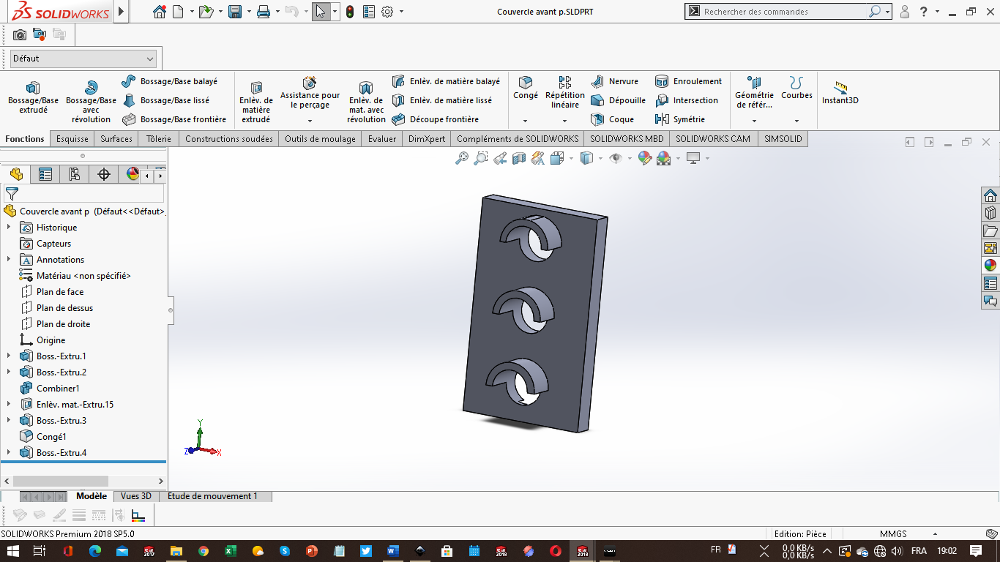 SOLIDWORKS
Couvercle avant p.SLDPRT
Rechercher des commandes
Défaut
Bossage/Base extrudé
Bossage/Base avec révolution
Bossage/Base balayé
Bossage/Base lissé
Bossage/Base frontière
Enlèv. de matière extrudé
Assistance pour le perçage
Enlèv. de mat. avec révolution
Enlèv. de matière balayé
Enlèv. de matière lissé
Découpe frontière
Congé
Répétition linéaire
Nervure
Dépouille
Coque
Enroulement
Intersection
Symétrie
Géométrie de référ...
Courbes
Instant3D
Fonctions
Esquisse
Surfaces
Tôlerie
Constructions soudées
Outils de moulage
Evaluer
DimXpert
Compléments de SOLIDWORKS
SOLIDWORKS MBD
SOLIDWORKS CAM
SIMSOLID
Couvercle avant p (Défaut<<Défaut>
Historique
Capteurs
Annotations
Matériau <non spécifié>
Plan de face
Plan de dessus
Plan de droite
Origine
Boss.-Extru.1
Boss.-Extru.2
Combiner1
Enlèv. mat.-Extru.15
Boss.-Extru.3
Congé1
Boss.-Extru.4
Y
Z
X
Modèle
Vues 3D
Etude de mouvement 1
SOLIDWORKS Premium 2018 SP5.0
Edition: Pièce
MMGS
SW 2017
SW 2018
SW 2018
FR
0,0 KB/s
0,0 KB/s
FRA
19:02